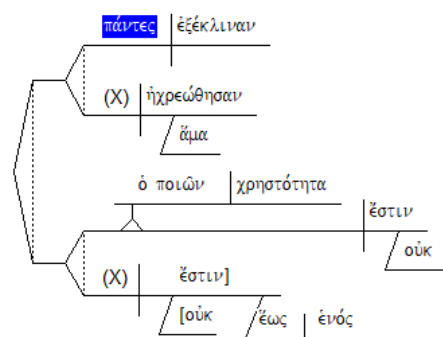 πάντες ἐξέκλιναν
(X) ἠχρεώθησαν
ἅμα
ὁ ποιῶν χρηστότητα
ἔστιν
οὐκ
(X) ἔστιν]
[οὐκ ἕως ἑνός